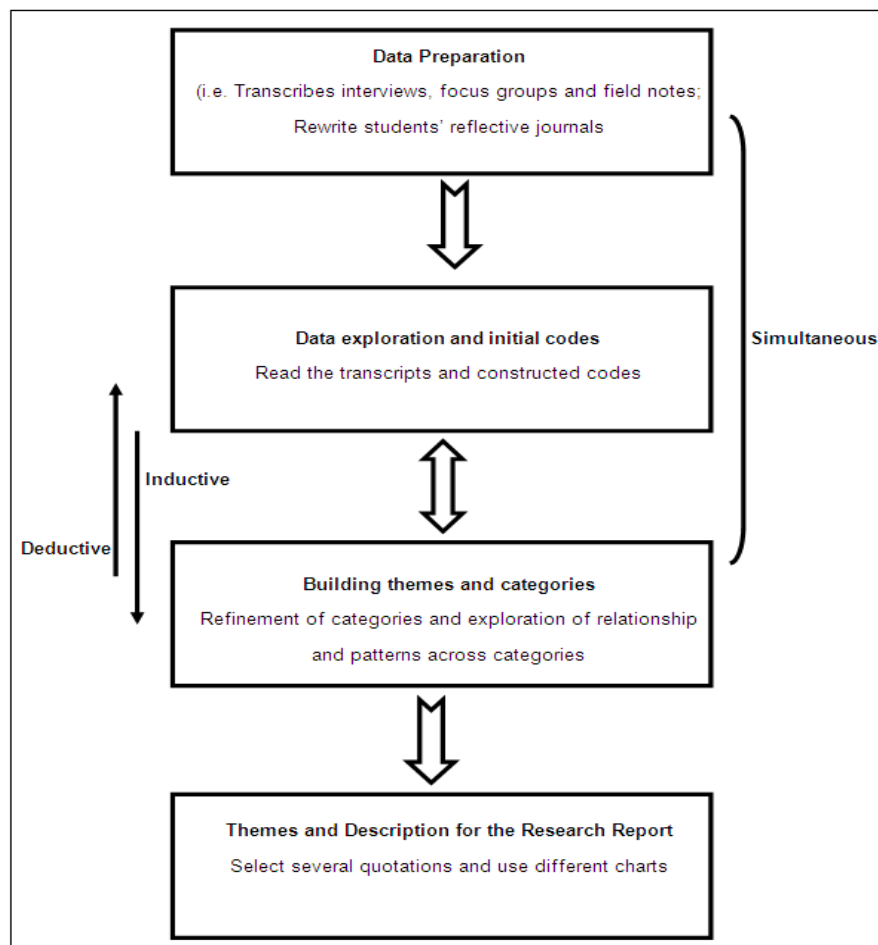 Data Preparation
(i.e. Transcribes interviews, focus groups and field notes;
Rewrite students’ reflective journals
Data exploration and initial codes
Read the transcripts and constructed codes
Simultaneous
Inductive
Deductive
Building themes and categories
Refinement of categories and exploration of relationship
and patterns across categories
Themes and Description for the Research Report
Select several quotations and use different charts